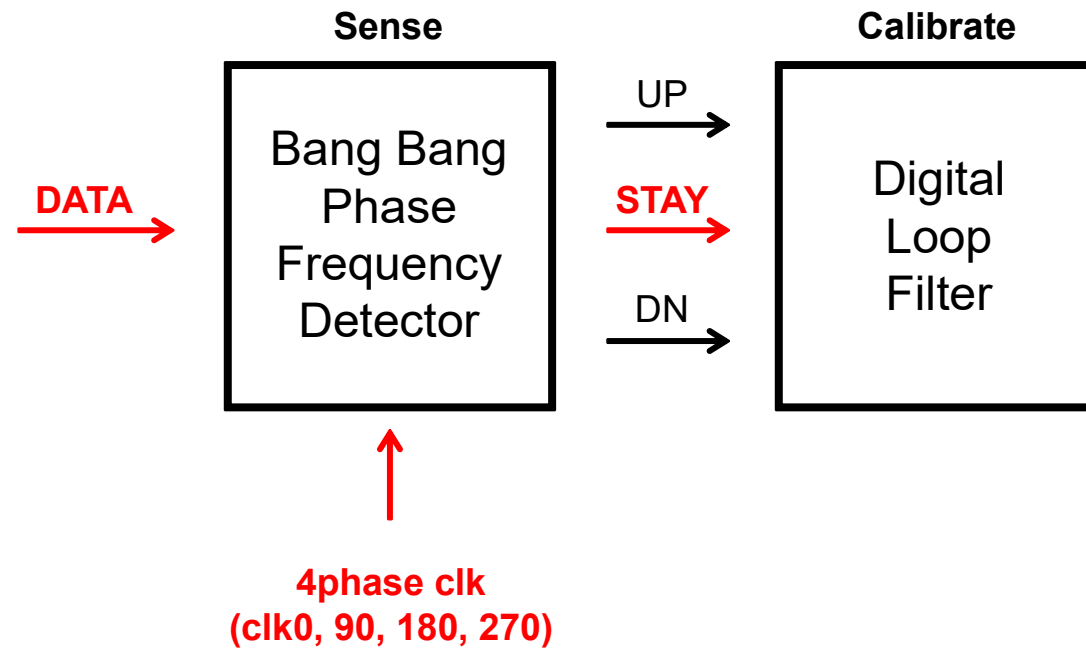 Sense
Calibrate
DATA
Bang Bang
Phase
Frequency
Detector
UP
STAY
DN
Digital
Loop
Filter
4phase clk
(clk0, 90, 180, 270)